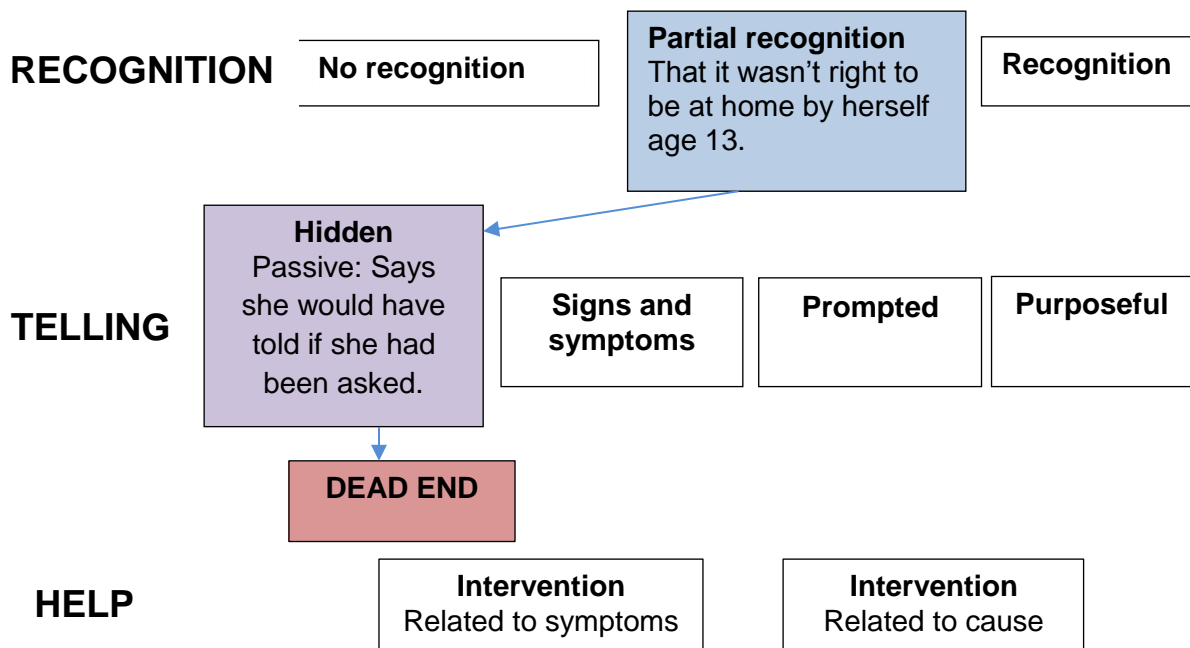 RECOGNITION
No recognition
Partial recognition
That it wasn’t right to
be at home by herself
age 13.
Recognition
TELLING
Hidden
Passive: Says
she would have
told if she had
been asked.
Signs and
symptoms
Prompted
Purposeful
DEAD END
HELP
Intervention
Related to symptoms
Intervention
Related to cause